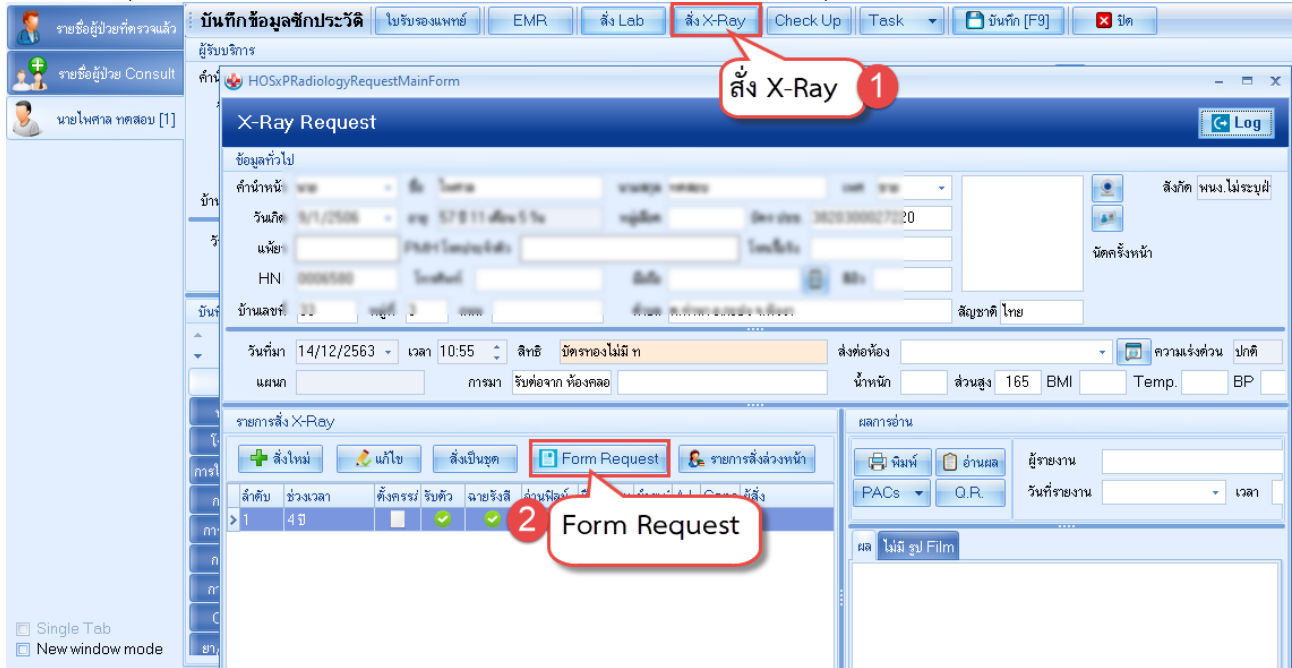 รายชื่อผู้ป่วยที่ตรวจแล้ว
บันทึกข้อมูลซักประวัติ ใบรับรองแพทย์ EMR สั่ง Lab สั่ง X-Ray Check Up Task บันทึก [F9] ปิด
ผู้รับบริการ
รายชื่อผู้ป่วย Consult
HOSxPRadiologyRequestMainForm
สั่ง X-Ray 1
นายไพศาล ทดสอบ [1]
X-Ray Request Log
ข้อมูลทั่วไป
คำนำหน้า สังกัด พนง.ไม่ระบุฝ่
วันเกิด
แพ้ยา นัดครั้งหน้า
HN
บ้านเลขที่ สัญชาติ ไทย
วันที่มา 14/12/2563 เวลา 10:55 สิทธิ บัตรทองไม่มี ท ส่งต่อห้อง ความเร่งด่วน ปกติ
แผนก การมา รับต่อจาก ห้องคลอ น้ำหนัก ส่วนสูง 165 BMI Temp. BP
รายการสั่ง X-Ray ผลการอ่าน
สั่งใหม่ แก้ไข สั่งเป็นชุด Form Request รายการสั่งล่วงหน้า
พิมพ์ อ่านผล ผู้รายงาน
PACs Q.R. วันที่รายงาน เวลา
ลำดับ ช่วงเวลา ตั้งครรภ์ รับตัว ฉายรังสี อ่านฟิล์ม ผู้สั่ง
1 4 ปี
2 Form Request
ผล ไม่มี รูป Film
Single Tab
New window mode